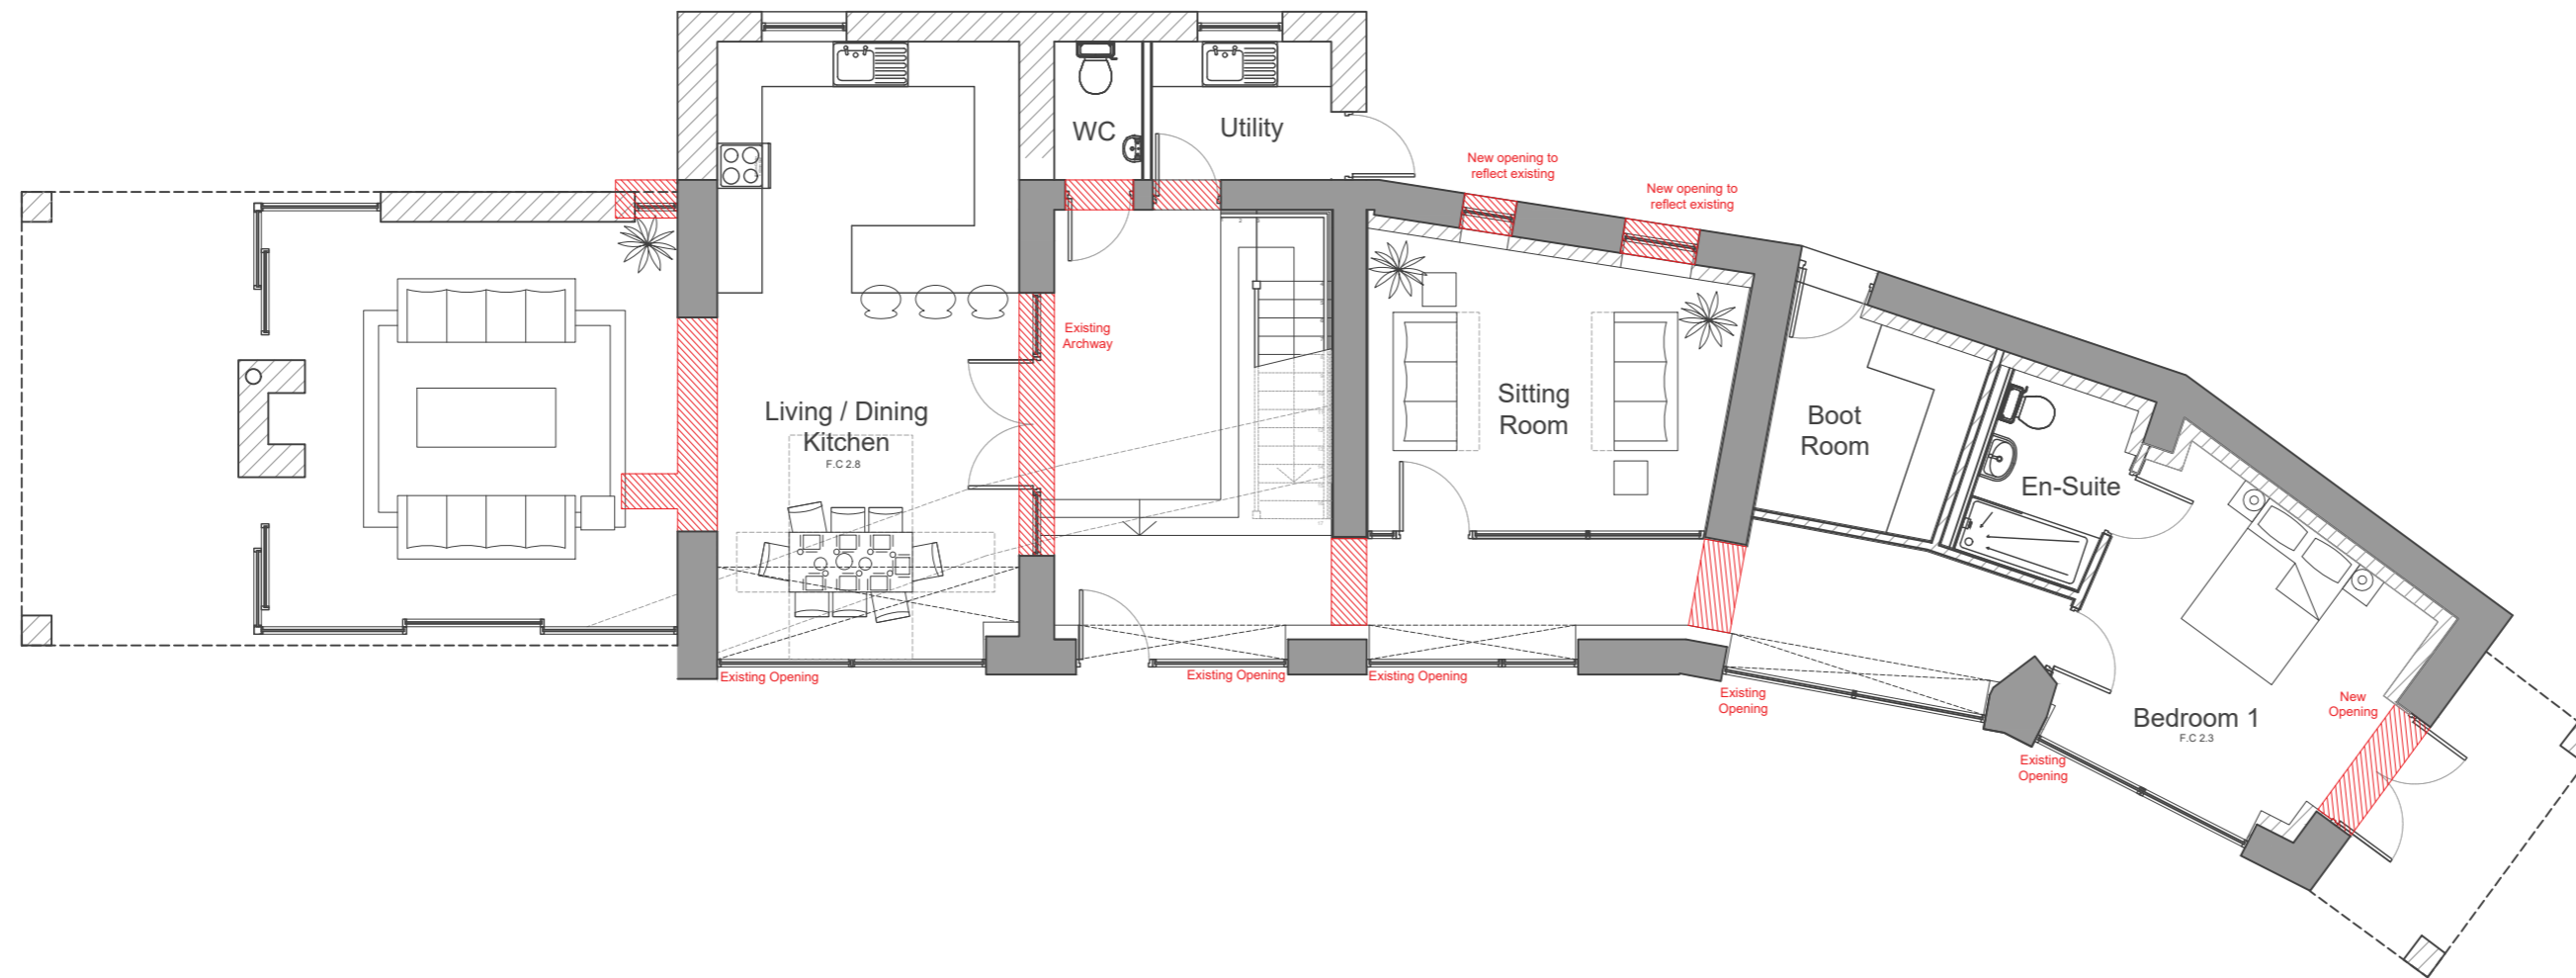 WC
Utility
New opening to
reflect existing
New opening to
reflect existing
Existing
Archway
Living / Dining
Kitchen
F.C 2.8
Sitting
Room
Boot
Room
En-Suite
Existing Opening
Existing Opening
Existing Opening
Existing
Opening
Existing
Opening
Bedroom 1
F.C 2.3
New
Opening